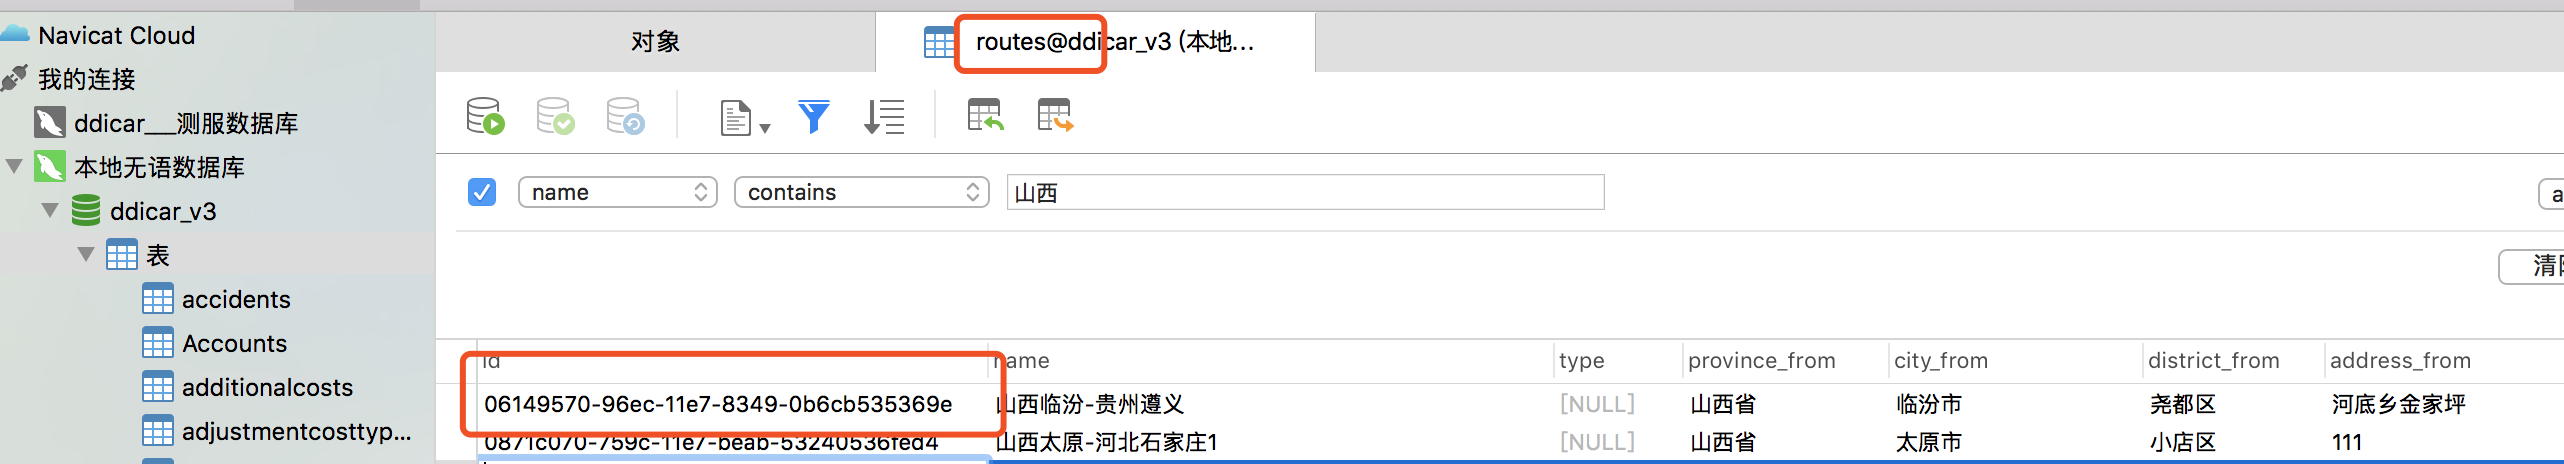 Navicat Cloud
我的连接
ddicar___测服数据库
本地无语数据库
ddicar_v3
表
accidents
Accounts
additionalcosts
adjustmentcosttyp...
对象
routes@ddicar_v3 (本地...
name
contains
山西
a
id name type province_from city_from district_from address_from
06149570-96ec-11e7-8349-0b6cb535369e 山西临汾-贵州遵义 [NULL] 山西省 临汾市 尧都区 河底乡金家坪
0871c070-759c-11e7-beab-53240536fed4 山西太原-河北石家庄1 [NULL] 山西省 太原市 小店区 111